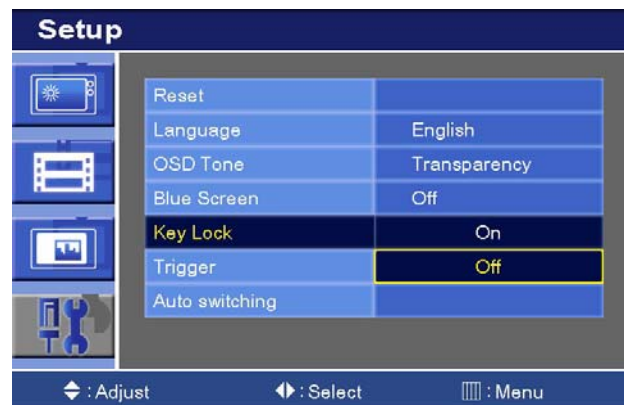 Setup
Reset
Language English
OSD Tone Transparency
Blue Screen Off
Key Lock On
Trigger Off
Auto switching
: Adjust : Select : Menu